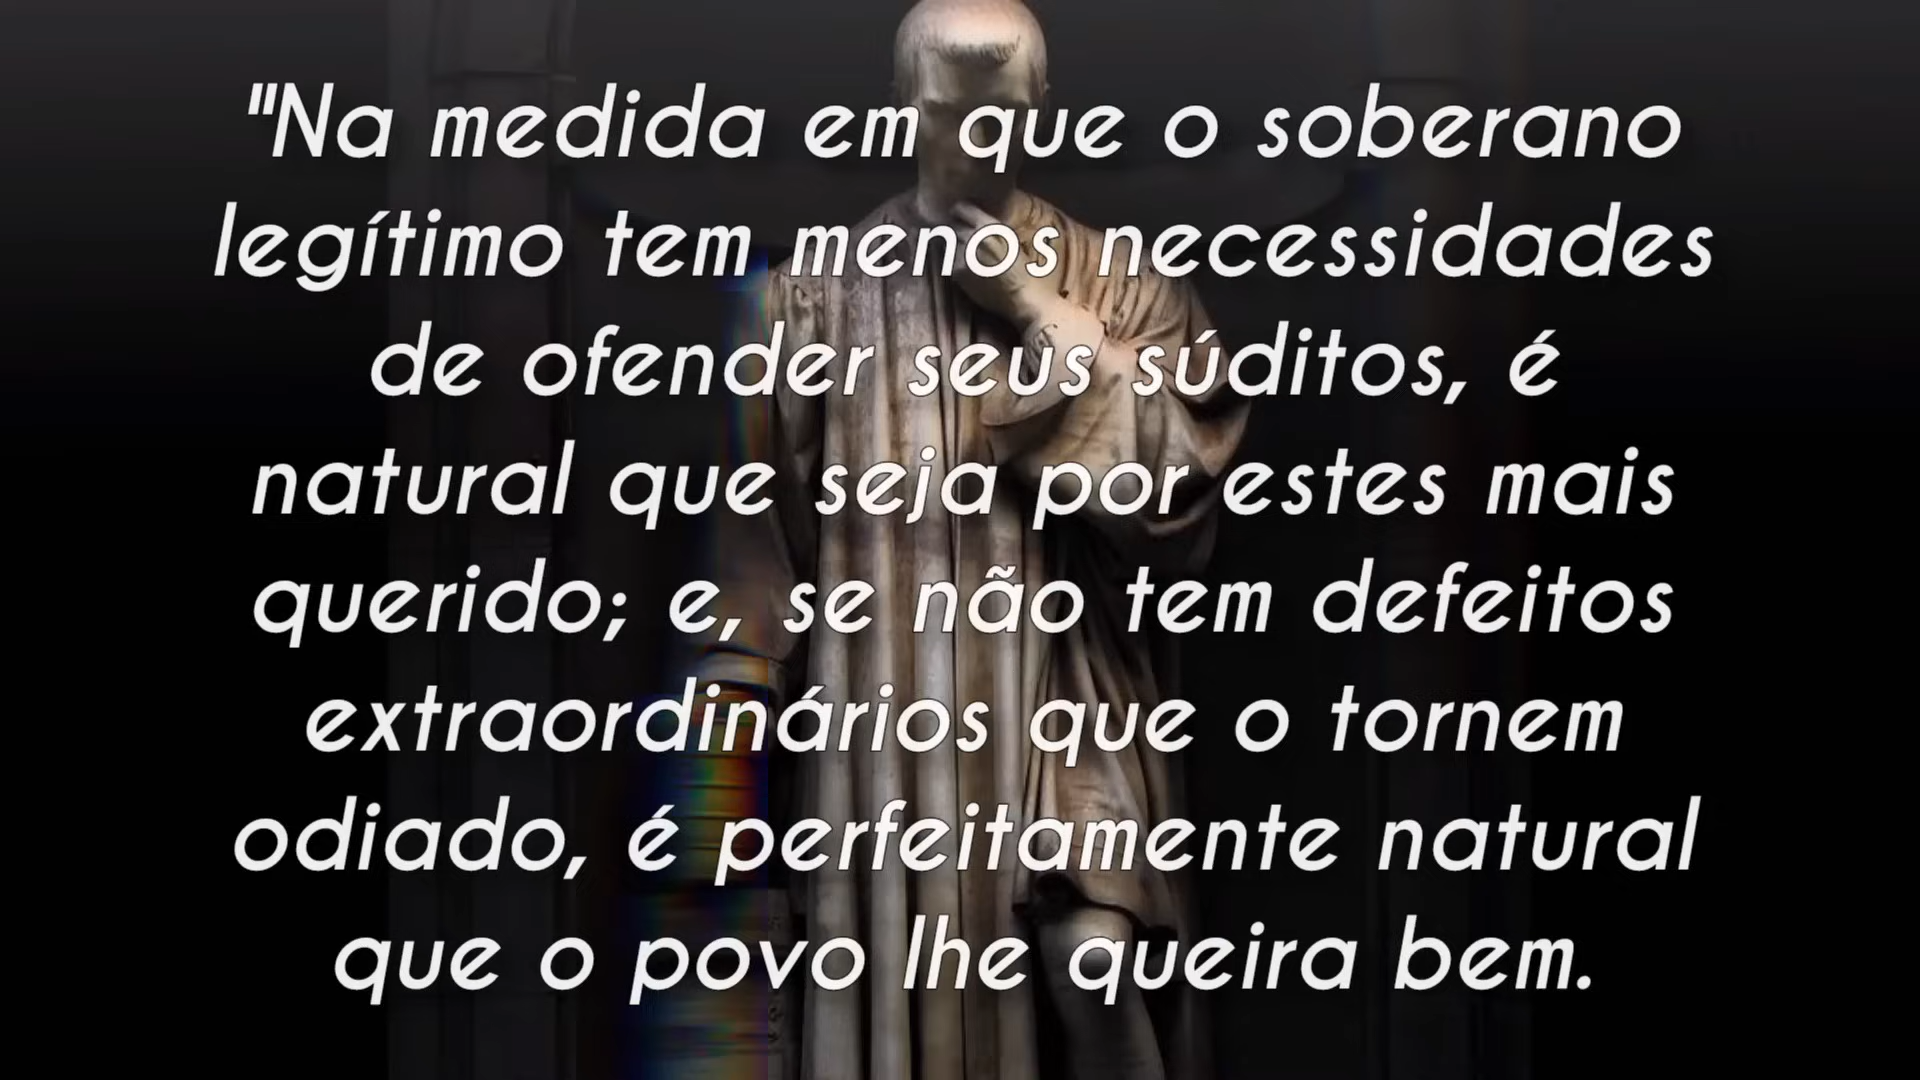 "Na medida em que o soberano
legítimo tem menos necessidades
de ofender seus súditos, é
natural que seja por estes mais
querido; e, se não tem defeitos
extraordinários que o tornem
odiado, é perfeitamente natural
que o povo lhe queira bem.